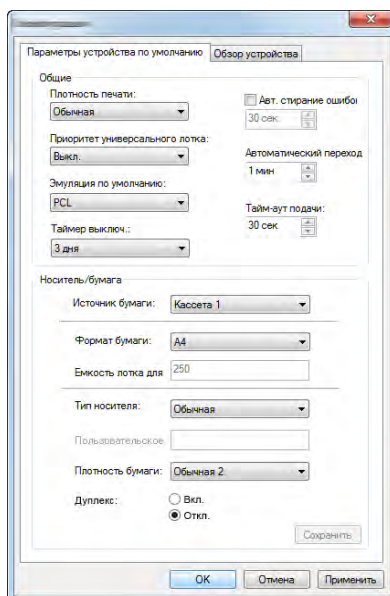 Параметры устройства по умолчанию
Обзор устройства
Общие
Плотность печати:
Обычная
Приоритет универсального лотка:
Выкл.
Эмуляция по умолчанию:
PCL
Таймер выключ.:
3 дня
Авт. стирание ошибо
30 сек.
Автоматический переход
1 мин
Тайм-аут подачи:
30 сек
Носитель/бумага
Источник бумаги:
Кассета 1
Формат бумаги:
A4
Емкость лотка для
250
Тип носителя:
Обычная
Пользовательское
Плотность бумаги:
Обычная 2
Дуплекс:
Вкл.
Откл.
Сохранить
OK
Отмена
Применить